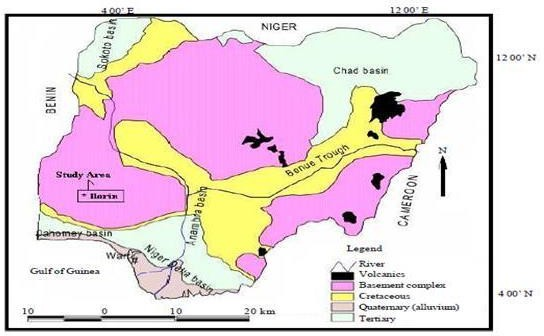 4 00' E
12 00' E
NIGER
Sokoto basin
Chad basin
12 00' N
BENIN
Benue Trough
N
Study Area
* Ilorin
Anambra basin
CAMEROON
Dahomey basin
Niger Delta basin
Gulf of Guinea
Legend
River
Volcanics
Basement complex
Cretaceous
Quaternary (alluvium)
Tertiary
4 00' N
10 0 10 20 km